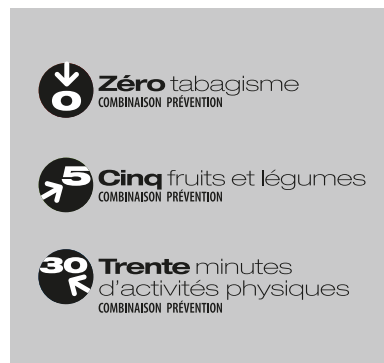 0
Zéro tabagisme
COMBINAISON PRÉVENTION
5
Cinq fruits et légumes
COMBINAISON PRÉVENTION
30
Trente minutes
d'activités physiques
COMBINAISON PRÉVENTION